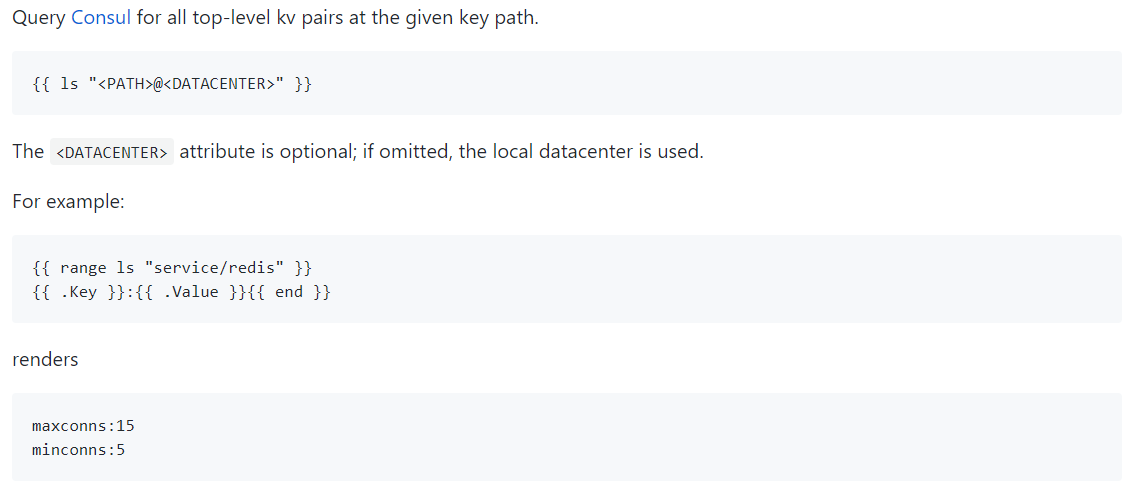 Query Consul for all top-level kv pairs at the given key path.
{{ ls "<PATH>@<DATACENTER>" }}
The <DATACENTER> attribute is optional; if omitted, the local datacenter is used.
For example:
{{ range ls "service/redis" }}
{{ .Key }}:{{ .Value }}{{ end }}
renders
maxconns:15
minconns:5